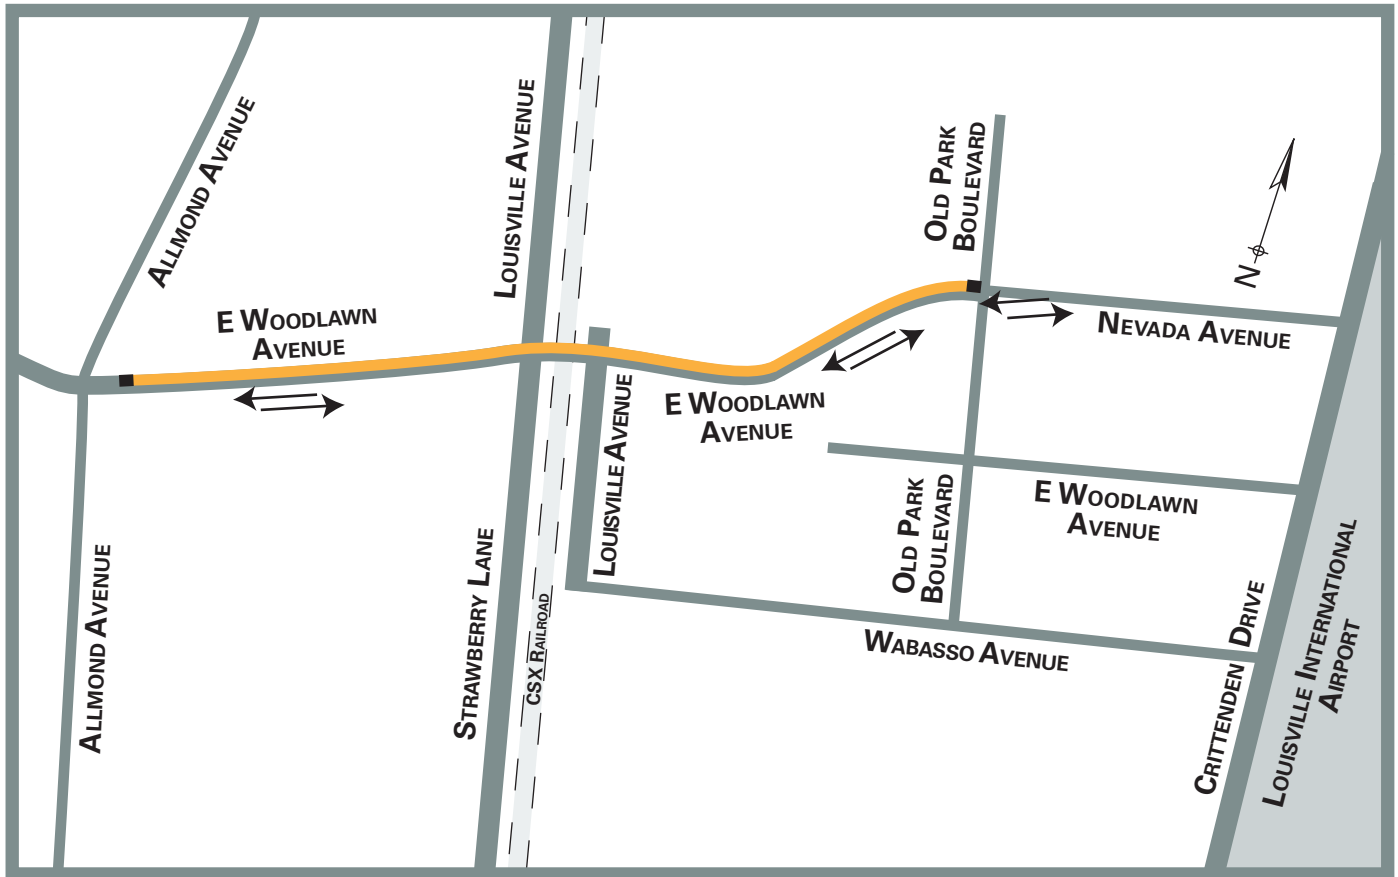 Allmond Avenue
Louisville Avenue
Old Park
Boulevard
N
E Woodlawn
Avenue
Nevada Avenue
E Woodlawn
Avenue
Louisville Avenue
E Woodlawn
Avenue
Old Park
Boulevard
Allmond Avenue
Strawberry Lane
CSX Railroad
Wabasso Avenue
Crittenden Drive
Louisville International
Airport